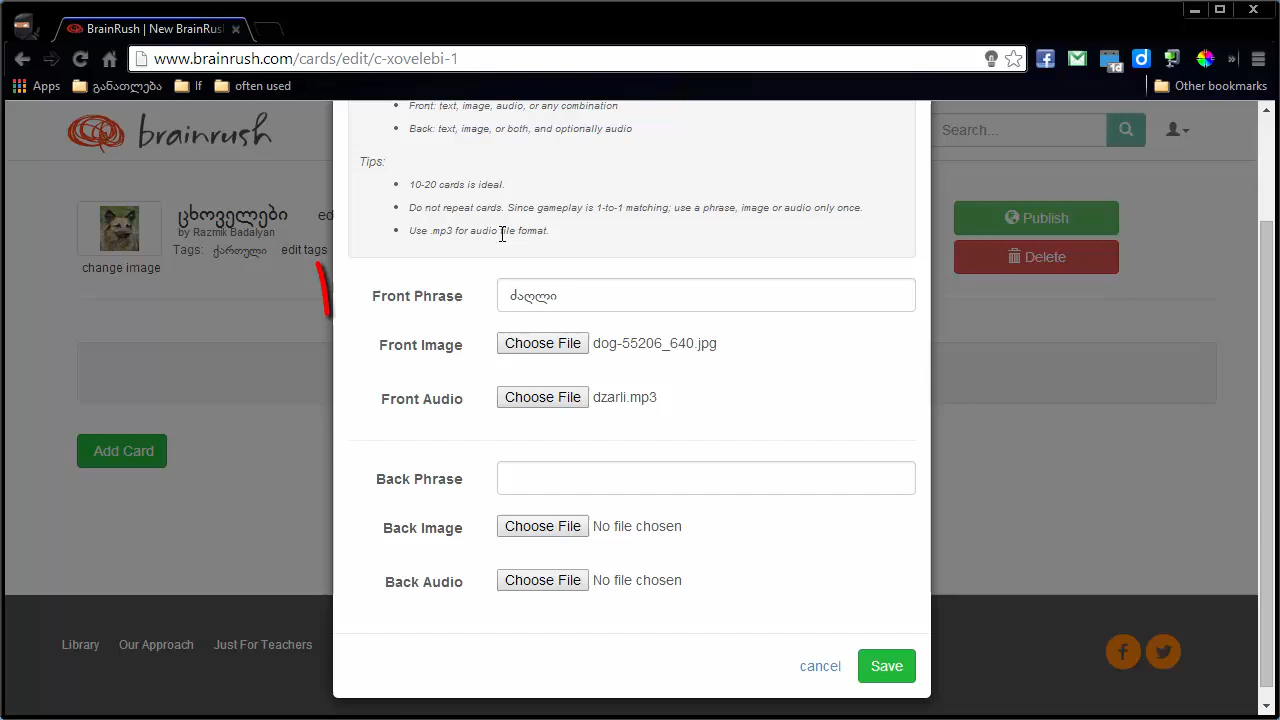 BrainRush | New BrainRus
www.brainrush.com/cards/edit/c-xovelebi-1
Apps განათლება If often used Other bookmarks
Front: text, image, audio, or any combination
Back: text, image, or both, and optionally audio
brainrush
Search...
Tips:
10-20 cards is ideal.
Do not repeat cards. Since gameplay is 1-to-1 matching; use a phrase, image or audio only once.
Use .mp3 for audio file format.
ცხოველები ed
by Razmik Badalyan
Tags: ქართული edit tags
change image
Publish
Delete
Front Phrase ძაღლი
Front Image Choose File dog-55206_640.jpg
Front Audio Choose File dzarli.mp3
Add Card
Back Phrase
Back Image Choose File No file chosen
Back Audio Choose File No file chosen
Library Our Approach Just For Teachers
cancel Save